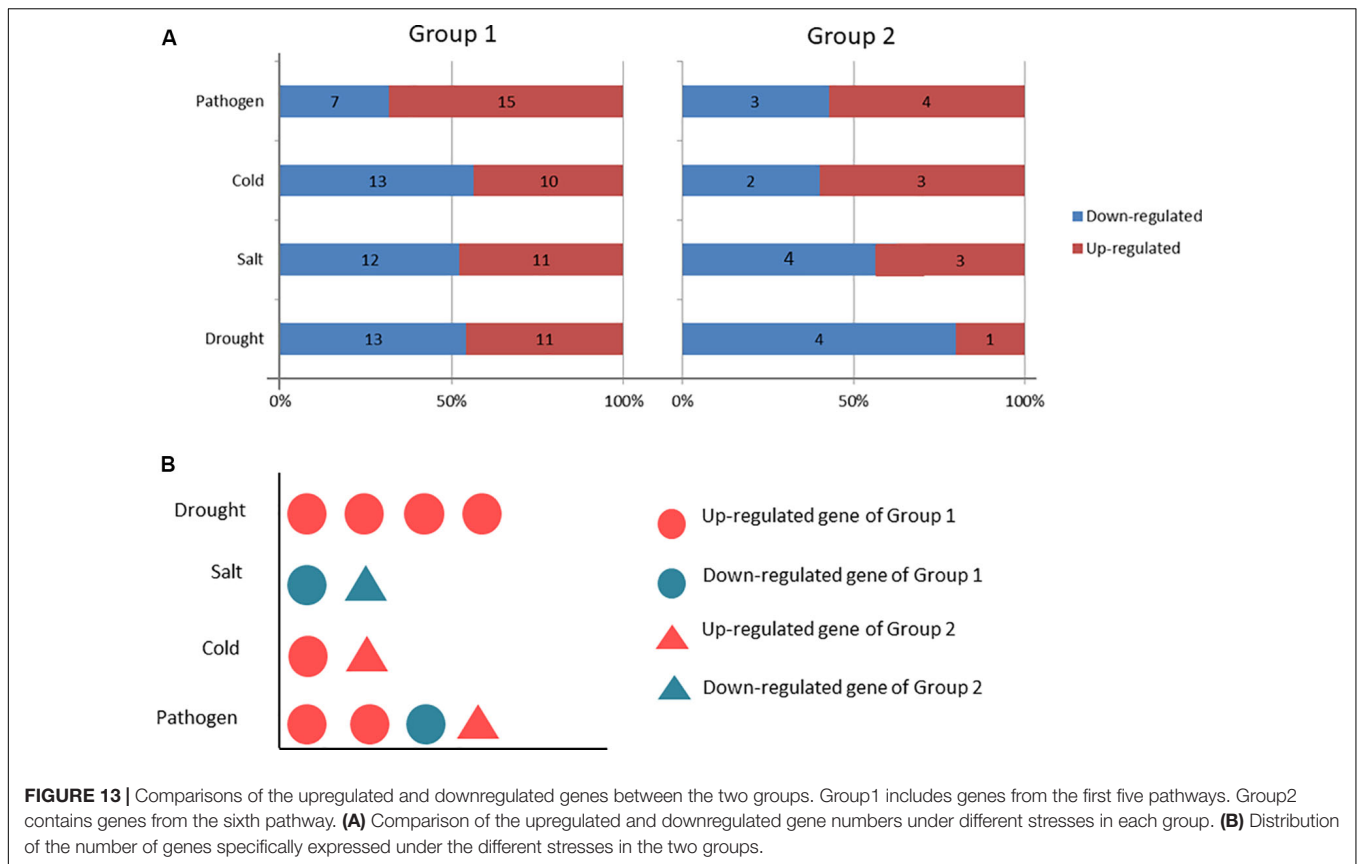 A
Group 1
Group 2
Pathogen
7
15
3
4
Cold
13
10
2
3
Salt
12
11
4
3
Drought
13
11
4
1
0%
50%
100%
0%
50%
100%
Down-regulated
Up-regulated
B
Drought
Salt
Cold
Pathogen
Up-regulated gene of Group 1
Down-regulated gene of Group 1
Up-regulated gene of Group 2
Down-regulated gene of Group 2
FIGURE 13 | Comparisons of the upregulated and downregulated genes between the two groups. Group1 includes genes from the first five pathways. Group2
contains genes from the sixth pathway. (A) Comparison of the upregulated and downregulated gene numbers under different stresses in each group. (B) Distribution
of the number of genes specifically expressed under the different stresses in the two groups.